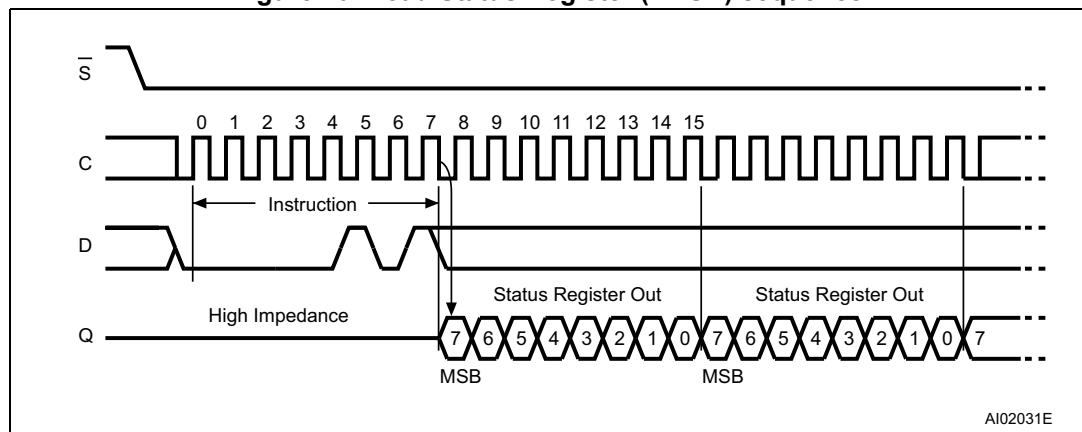 S
0 1 2 3 4 5 6 7 8 9 10 11 12 13 14 15
C
Instruction
D
Status Register Out Status Register Out
High Impedance
Q 7 6 5 4 3 2 1 0 7 6 5 4 3 2 1 0 7
MSB MSB
AI02031E